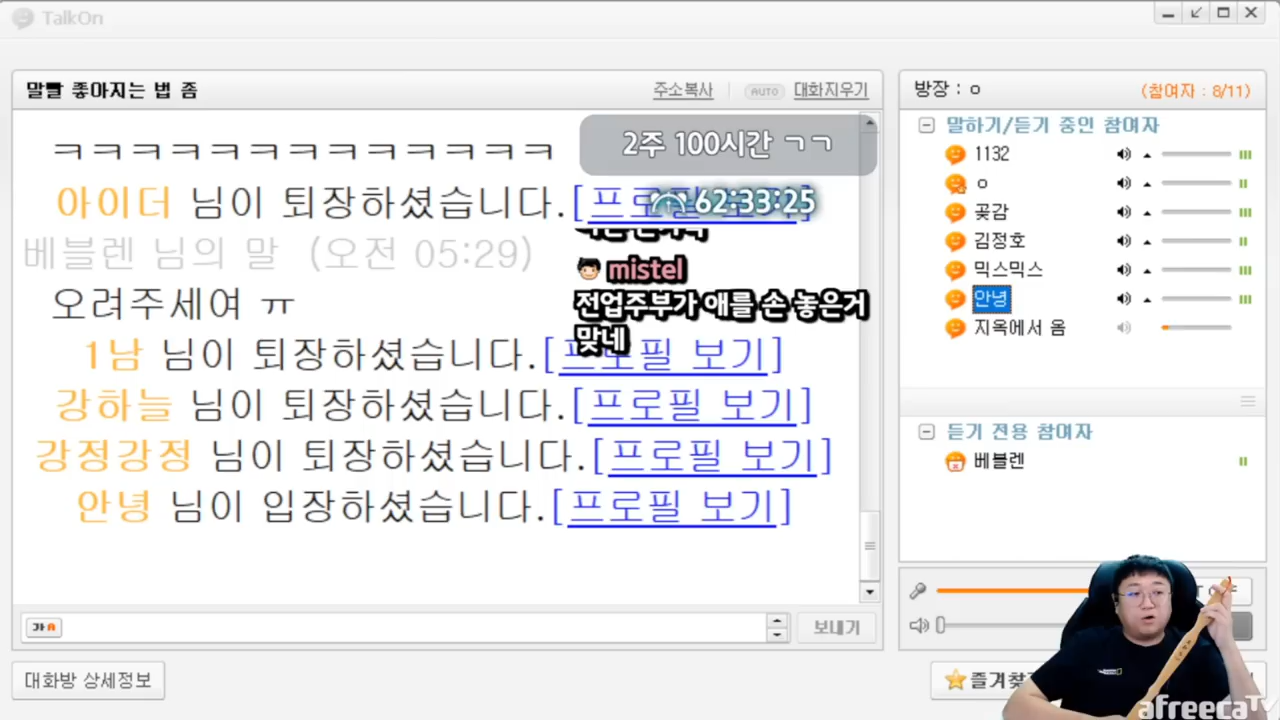 TalkOn
말빨 좋아지는 법 좀
주소복사
AUTO
대화지우기
ㅋㅋㅋㅋㅋㅋㅋㅋㅋㅋㅋㅋㅋ
2주 100시간 ㄱㄱ
아이더 님이 퇴장하셨습니다.[프로필 보기]
62:33:25
베블렌 님의 말 (오전 05:29)
mistel
오려주세여 ㅠ
전업주부가 애를 손 놓은거
맞네
1남 님이 퇴장하셨습니다.[프로필 보기]
강하늘 님이 퇴장하셨습니다.[프로필 보기]
강정강정 님이 퇴장하셨습니다.[프로필 보기]
안녕 님이 입장하셨습니다.[프로필 보기]
가A
보내기
대화방 상세정보
방장 : ㅇ
(참여자 : 8/11)
말하기/듣기 중인 참여자
1132
ㅇ
곶감
김정호
믹스믹스
안녕
지옥에서 옴
듣기 전용 참여자
베블렌
즐겨찾
afreecaTV